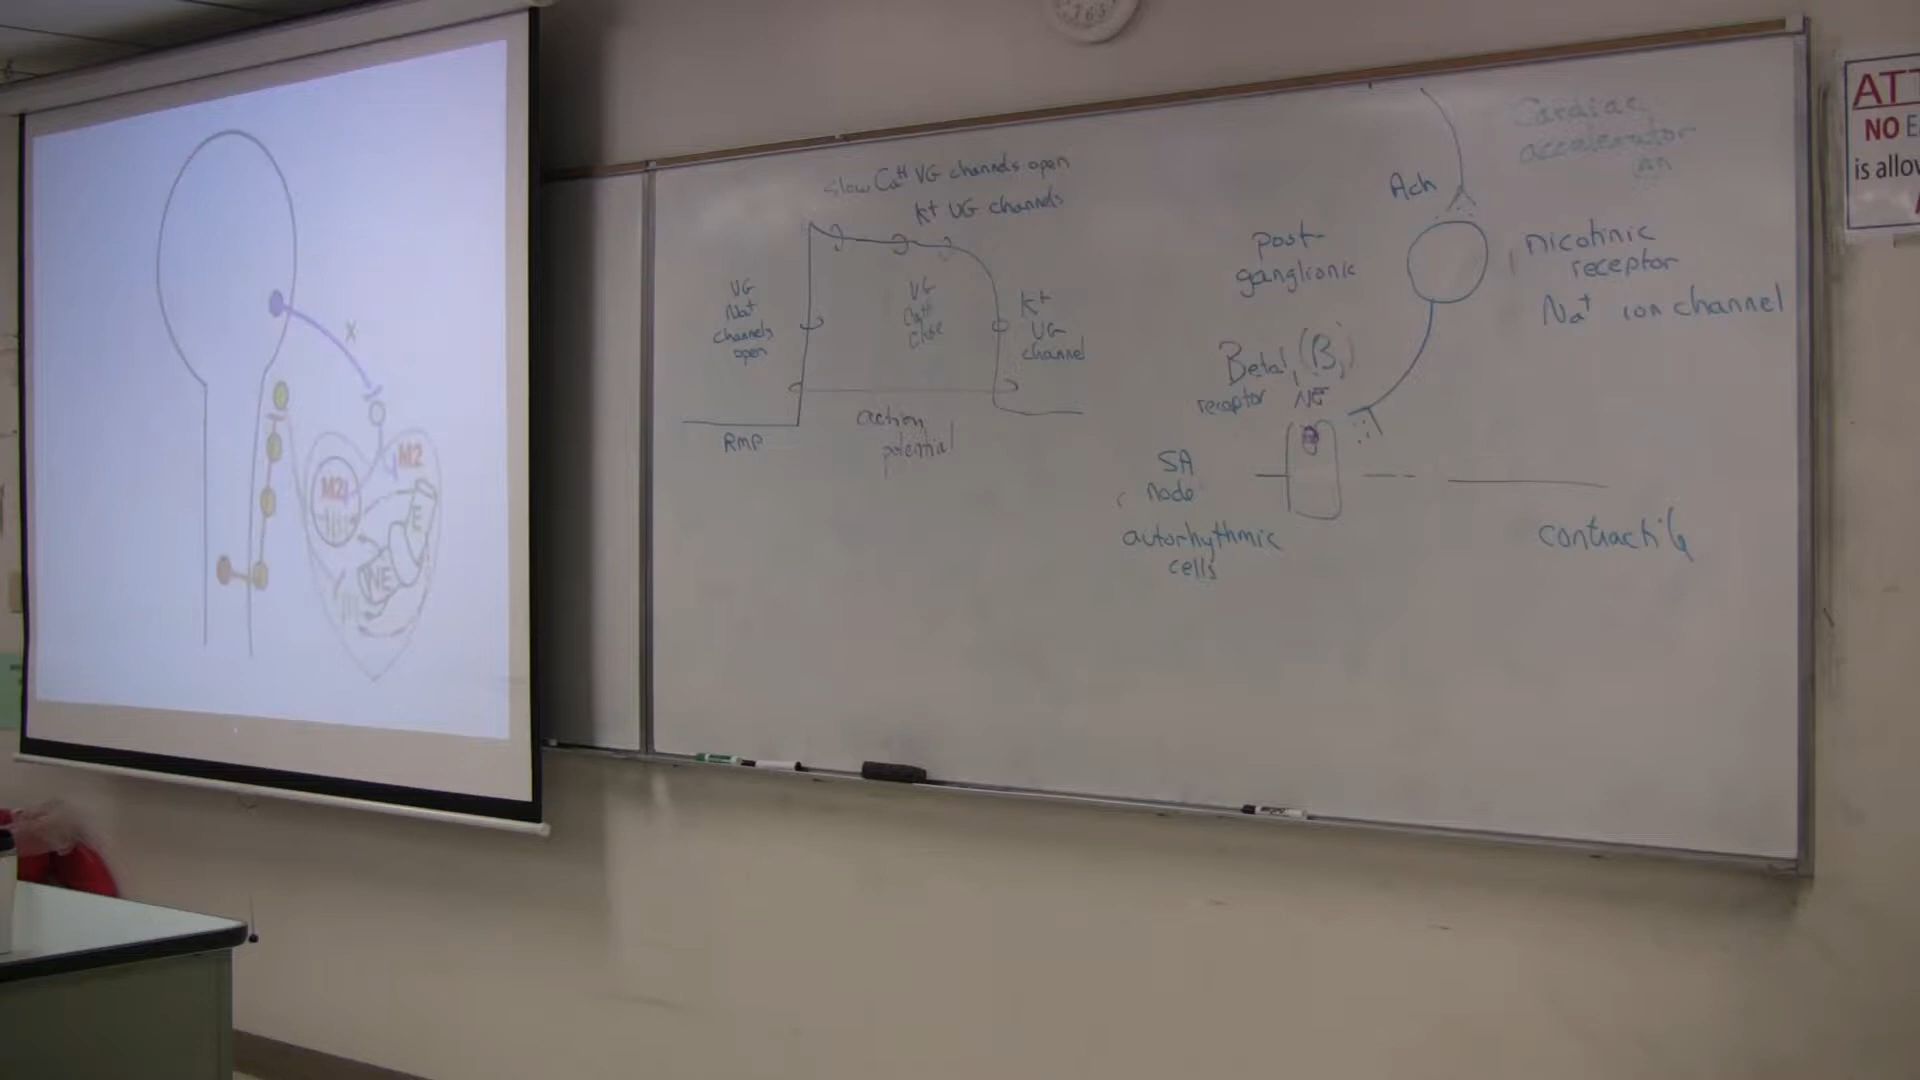 X
M2
M2
E
NE
Slow Ca++ VG channels open
K+ VG channels
VG
Na+
channels
open
VG
Ca++
close
K+
VG
channel
RMP
action
potential
Cardiac
accelerator
an
Ach
post-
ganglionic
nicotinic
receptor
Na+ ion channel
Beta1 (B1)
receptor NE
SA
node
autorhythmic
cells
contractile
ATT
NO E
is allow